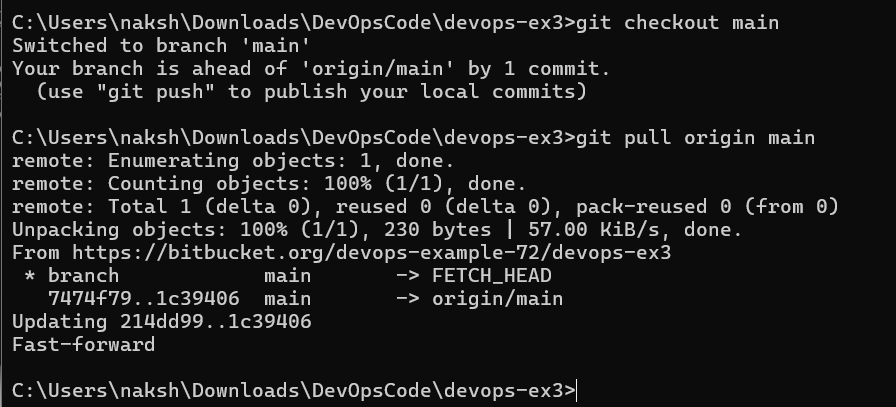 C:\Users\naksh\Downloads\DevOpsCode\devops-ex3>git checkout main
Switched to branch 'main'
Your branch is ahead of 'origin/main' by 1 commit.
  (use "git push" to publish your local commits)

C:\Users\naksh\Downloads\DevOpsCode\devops-ex3>git pull origin main
remote: Enumerating objects: 1, done.
remote: Counting objects: 100% (1/1), done.
remote: Total 1 (delta 0), reused 0 (delta 0), pack-reused 0 (from 0)
Unpacking objects: 100% (1/1), 230 bytes | 57.00 KiB/s, done.
From https://bitbucket.org/devops-example-72/devops-ex3
 * branch            main       -> FETCH_HEAD
   7474f79..1c39406  main       -> origin/main
Updating 214dd99..1c39406
Fast-forward

C:\Users\naksh\Downloads\DevOpsCode\devops-ex3>